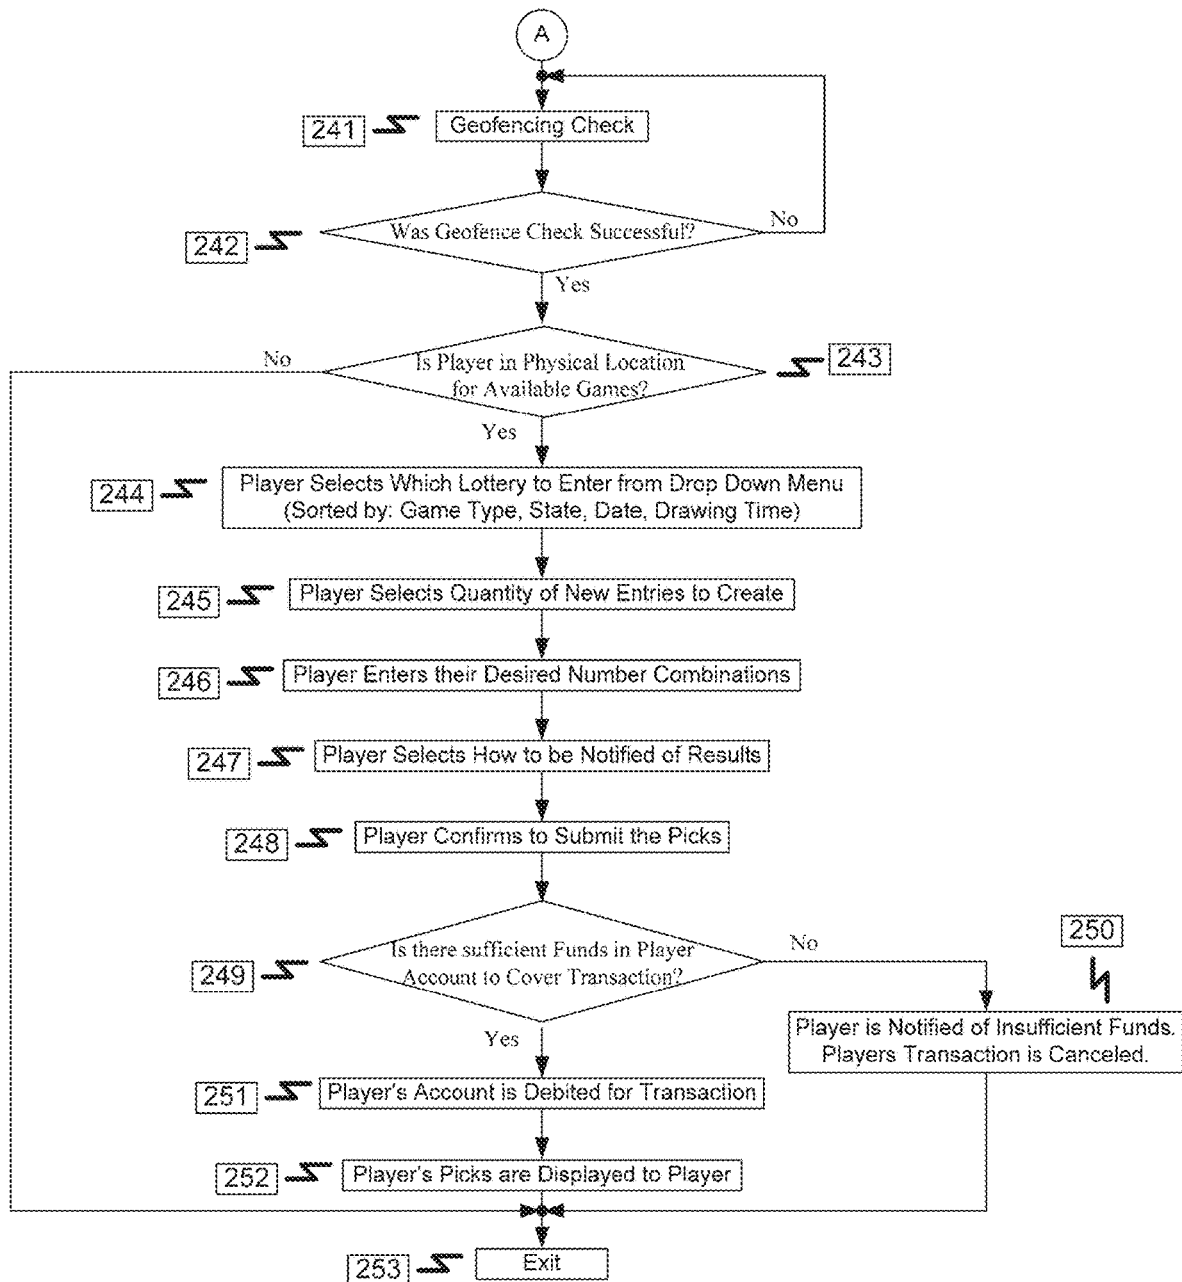 A
241
Geofencing Check
242
Was Geofence Check Successful?
No
Yes
No
Is Player in Physical Location
for Available Games?
243
Yes
244
Player Selects Which Lottery to Enter from Drop Down Menu
(Sorted by: Game Type, State, Date, Drawing Time)
245
Player Selects Quantity of New Entries to Create
246
Player Enters their Desired Number Combinations
247
Player Selects How to be Notified of Results
248
Player Confirms to Submit the Picks
249
Is there sufficient Funds in Player
Account to Cover Transaction?
No
250
Yes
Player is Notified of Insufficient Funds.
Players Transaction is Canceled.
251
Player's Account is Debited for Transaction
252
Player's Picks are Displayed to Player
253
Exit